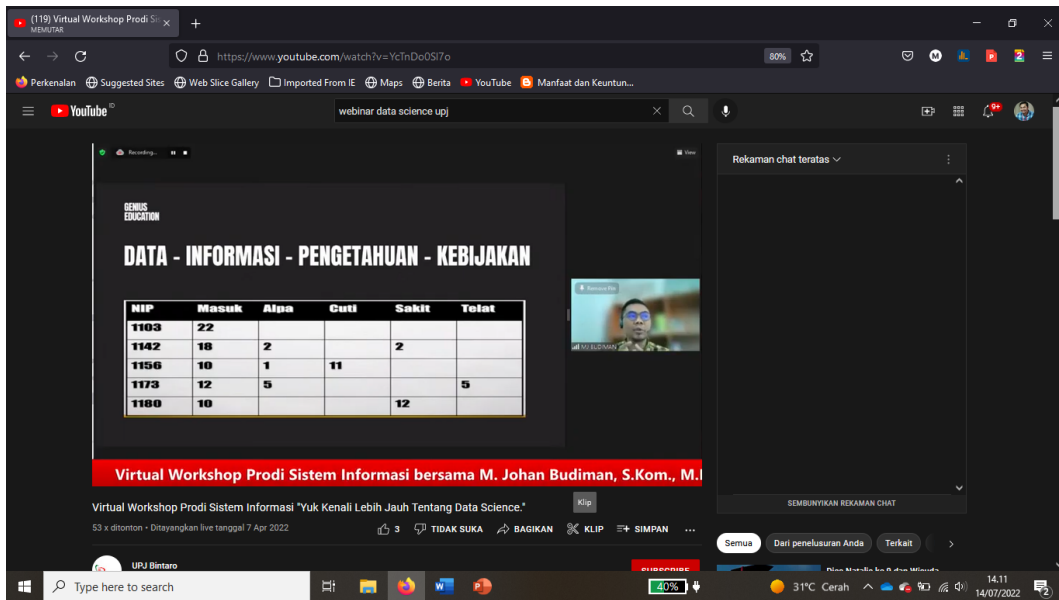 (119) Virtual Workshop Prodi Si
MEMUTAR
https://www.youtube.com/watch?v=YcTnDo0Sl7o
80%
Perkenalan Suggested Sites Web Slice Gallery Imported From IE Maps Berita YouTube Manfaat dan Keuntun...
YouTube ID
webinar data science upj
9+
Recording...
View
Rekaman chat teratas
GENIUS
EDUCATION
DATA - INFORMASI - PENGETAHUAN - KEBIJAKAN
NIP Masuk Alpa Cuti Sakit Telat
1103 22
1142 18 2 2
1156 10 1 11
1173 12 5 5
1180 10 12
MJ BUDIMAN
Virtual Workshop Prodi Sistem Informasi bersama M. Johan Budiman, S.Kom., M.
Virtual Workshop Prodi Sistem Informasi "Yuk Kenali Lebih Jauh Tentang Data Science."
Klip
SEMBUNYIKAN REKAMAN CHAT
53 x ditonton • Ditayangkan live tanggal 7 Apr 2022
3 TIDAK SUKA BAGIKAN KLIP SIMPAN ...
Semua Dari penelusuran Anda Terkait
UPJ Bintaro
SUBSCRIBE
Type here to search
40%
31°C Cerah
14.11
14/07/2022
2